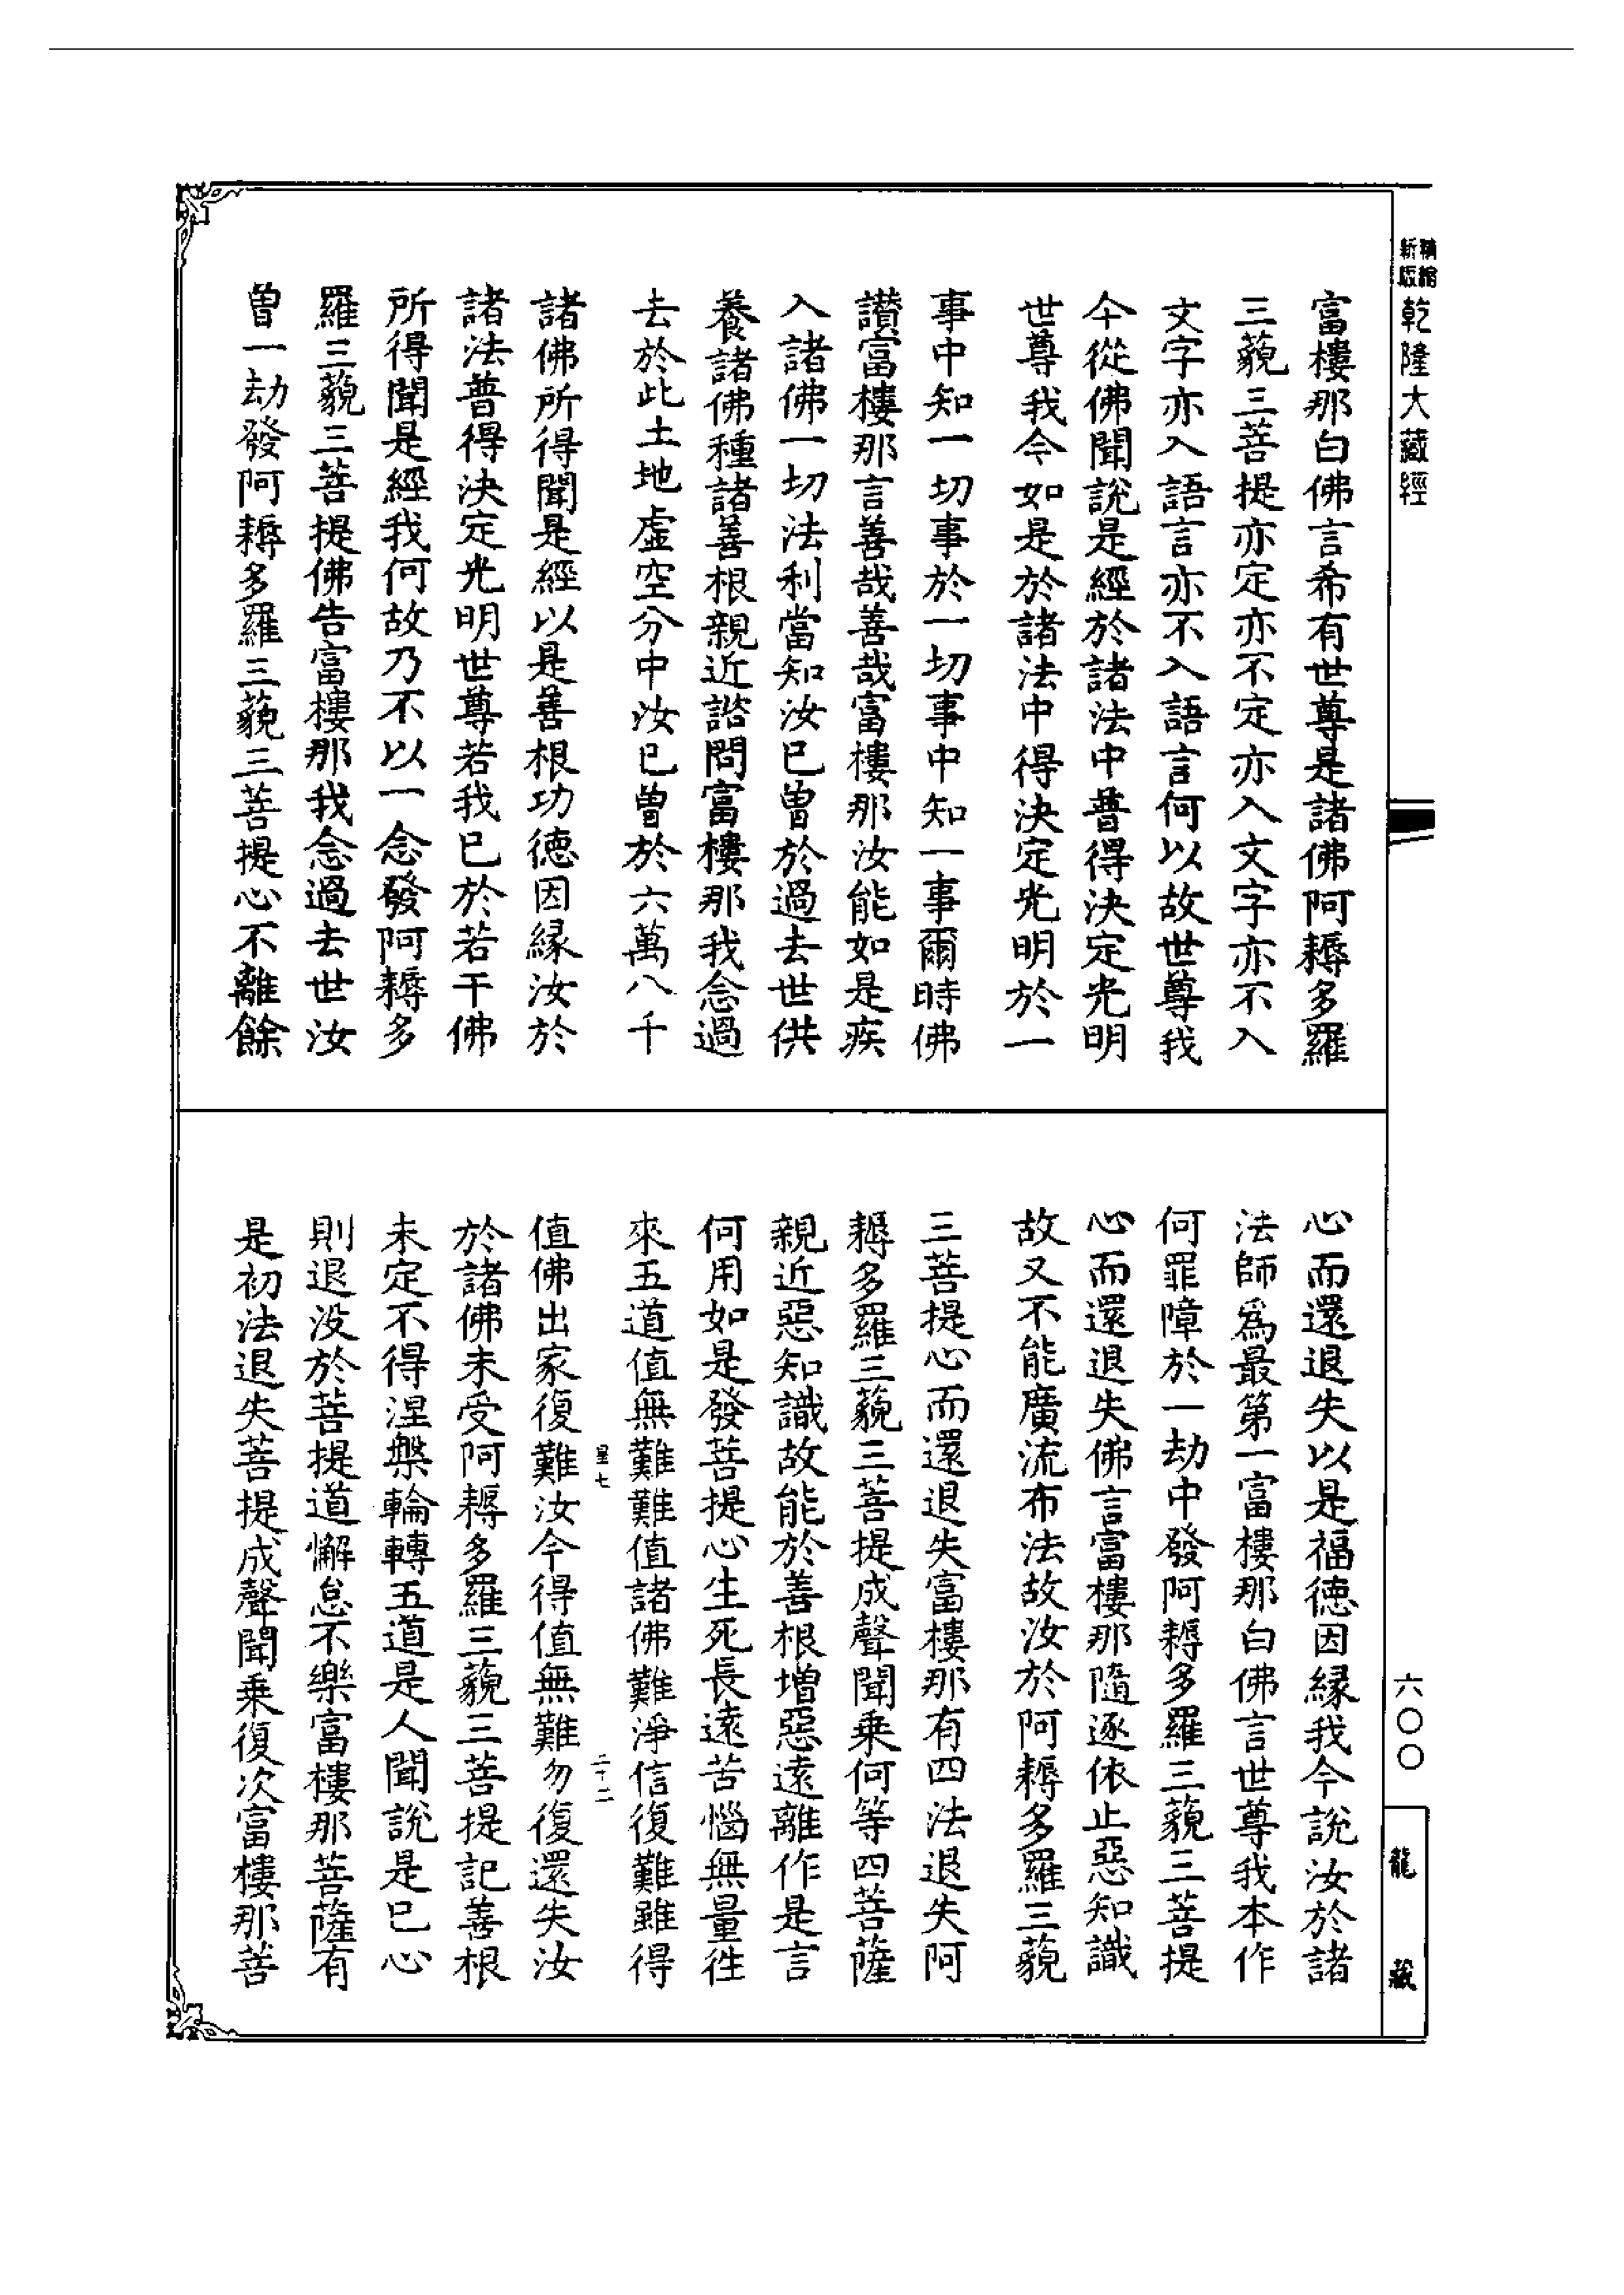 新版精縮乾隆大藏經
富樓那白佛言希有世尊是諸佛阿耨多羅
三藐三菩提亦定亦不定亦入文字亦不入
文字亦入語言亦不入語言何以故世尊我
今從佛聞說是經於諸法中普得決定光明
世尊我今如是於諸法中得決定光明於一
事中知一切事於一切事中知一事爾時佛
讚富樓那言善哉善哉富樓那汝能如是疾
入諸佛一切法利當知汝已曾於過去世供
養諸佛種諸善根親近諮問富樓那我念過
去於此土地虛空分中汝已曾於六萬八千
諸佛所得聞是經以是善根功德因緣汝於
諸法普得決定光明世尊若我已於若干佛
所得聞是經我何故乃不以一念發阿耨多
羅三藐三菩提佛告富樓那我念過去世汝
曾一劫發阿耨多羅三藐三菩提心不離餘
心而還退失以是福德因緣我今說汝於諸
法師為最第一富樓那白佛言世尊我本作
何罪障於一劫中發阿耨多羅三藐三菩提
心而還退失佛言富樓那隨逐依止惡知識
故又不能廣流布法故汝於阿耨多羅三藐
三菩提心而還退失富樓那有四法退失阿
耨多羅三藐三菩提成聲聞乘何等四菩薩
親近惡知識故能於善根增惡遠離作是言
何用如是發菩提心生死長遠苦惱無量往
來五道值無難難值諸佛難淨信復難雖得
星七
二十二
值佛出家復難汝今得值無難勿復還失汝
於諸佛未受阿耨多羅三藐三菩提記善根
未定不得涅槃輪轉五道是人聞說是已心
則退沒於菩提道懈怠不樂富樓那菩薩有
是初法退失菩提成聲聞乘復次富樓那菩
六〇〇
龍藏